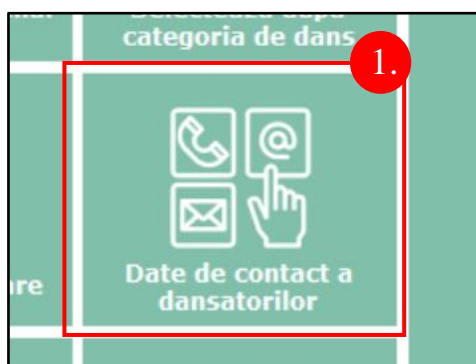 categoria de dans
1.
@
Date de contact a
dansatorilor